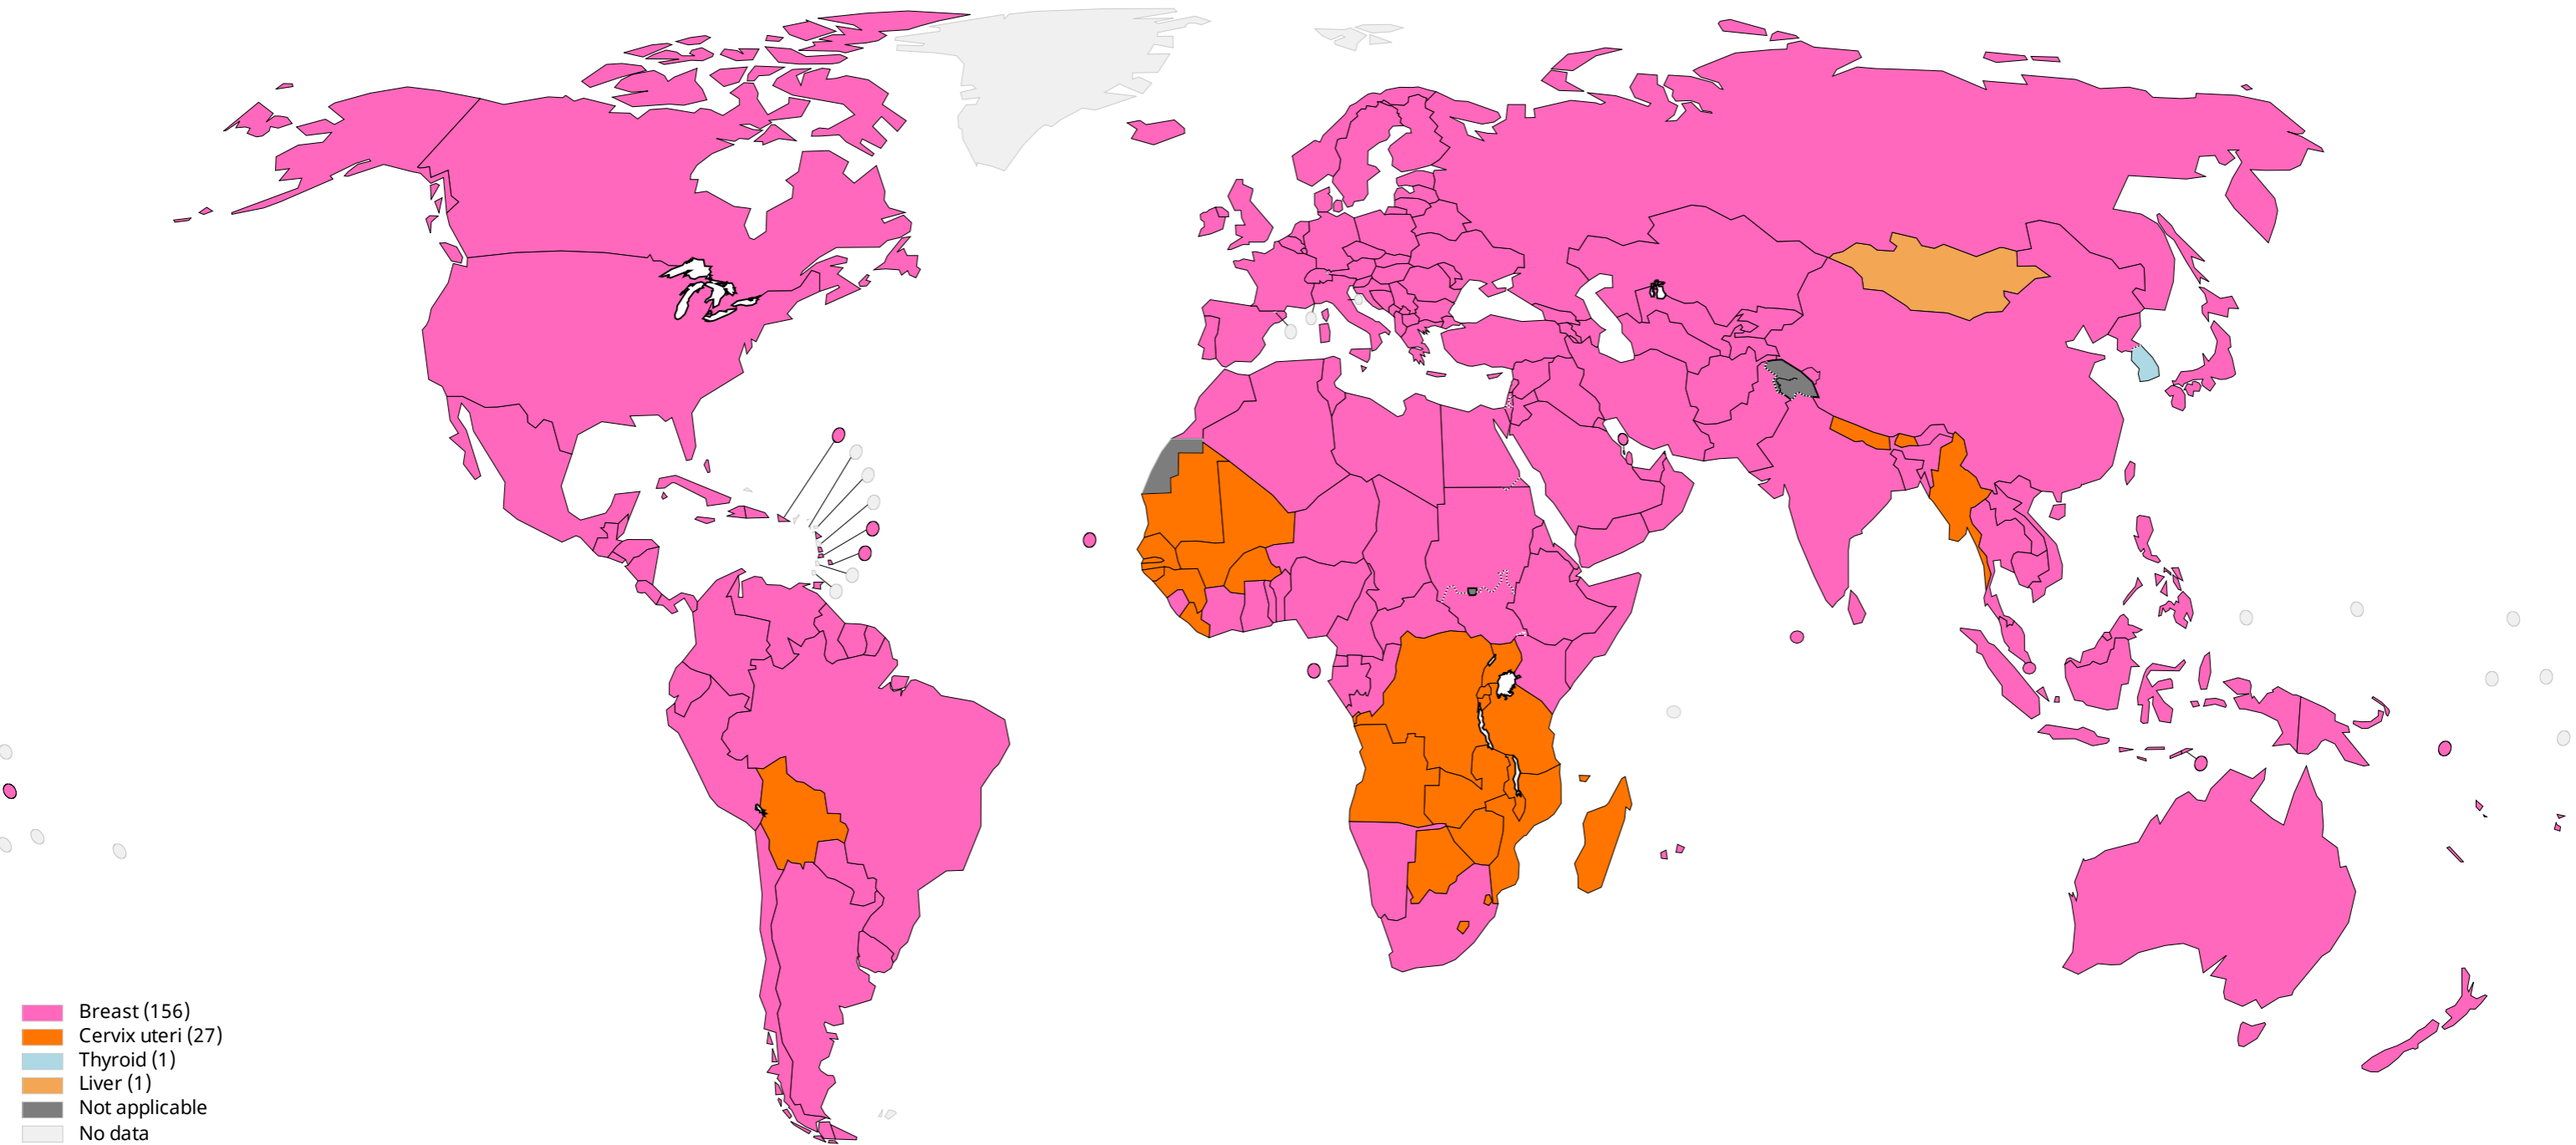 Breast (156)
Cervix uteri (27)
Thyroid (1)
Liver (1)
Not applicable
No data